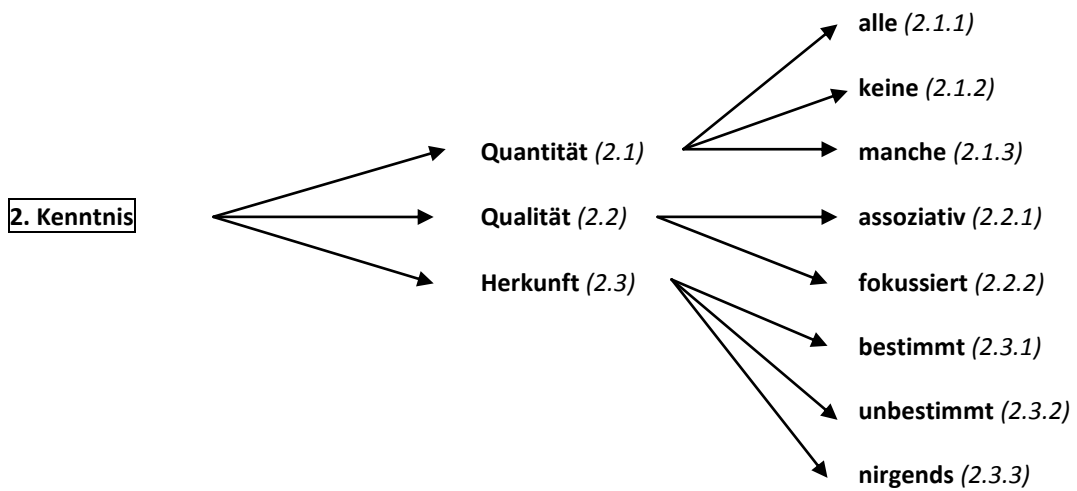 alle (2.1.1)
keine (2.1.2)
Quantität (2.1)
manche (2.1.3)
2. Kenntnis
Qualität (2.2)
assoziativ (2.2.1)
Herkunft (2.3)
fokussiert (2.2.2)
bestimmt (2.3.1)
unbestimmt (2.3.2)
nirgends (2.3.3)